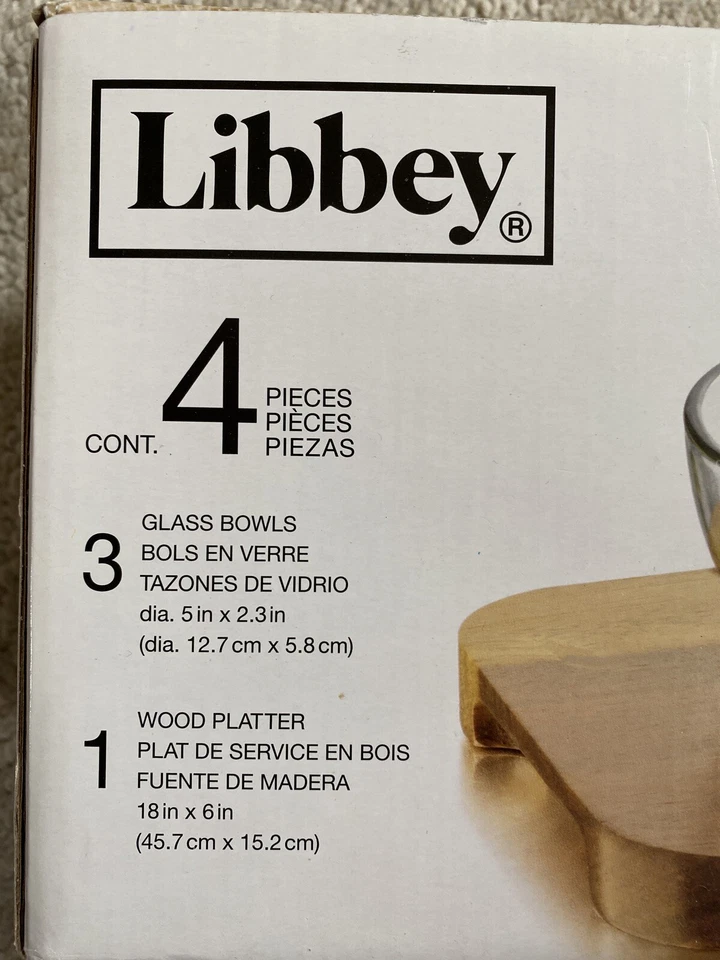 Libbey®
CONT. 4 PIECES
PIÈCES
PIEZAS
3 GLASS BOWLS
BOLS EN VERRE
TAZONES DE VIDRIO
dia. 5 in x 2.3 in
(dia. 12.7 cm x 5.8 cm)
1 WOOD PLATTER
PLAT DE SERVICE EN BOIS
FUENTE DE MADERA
18 in x 6 in
(45.7 cm x 15.2 cm)